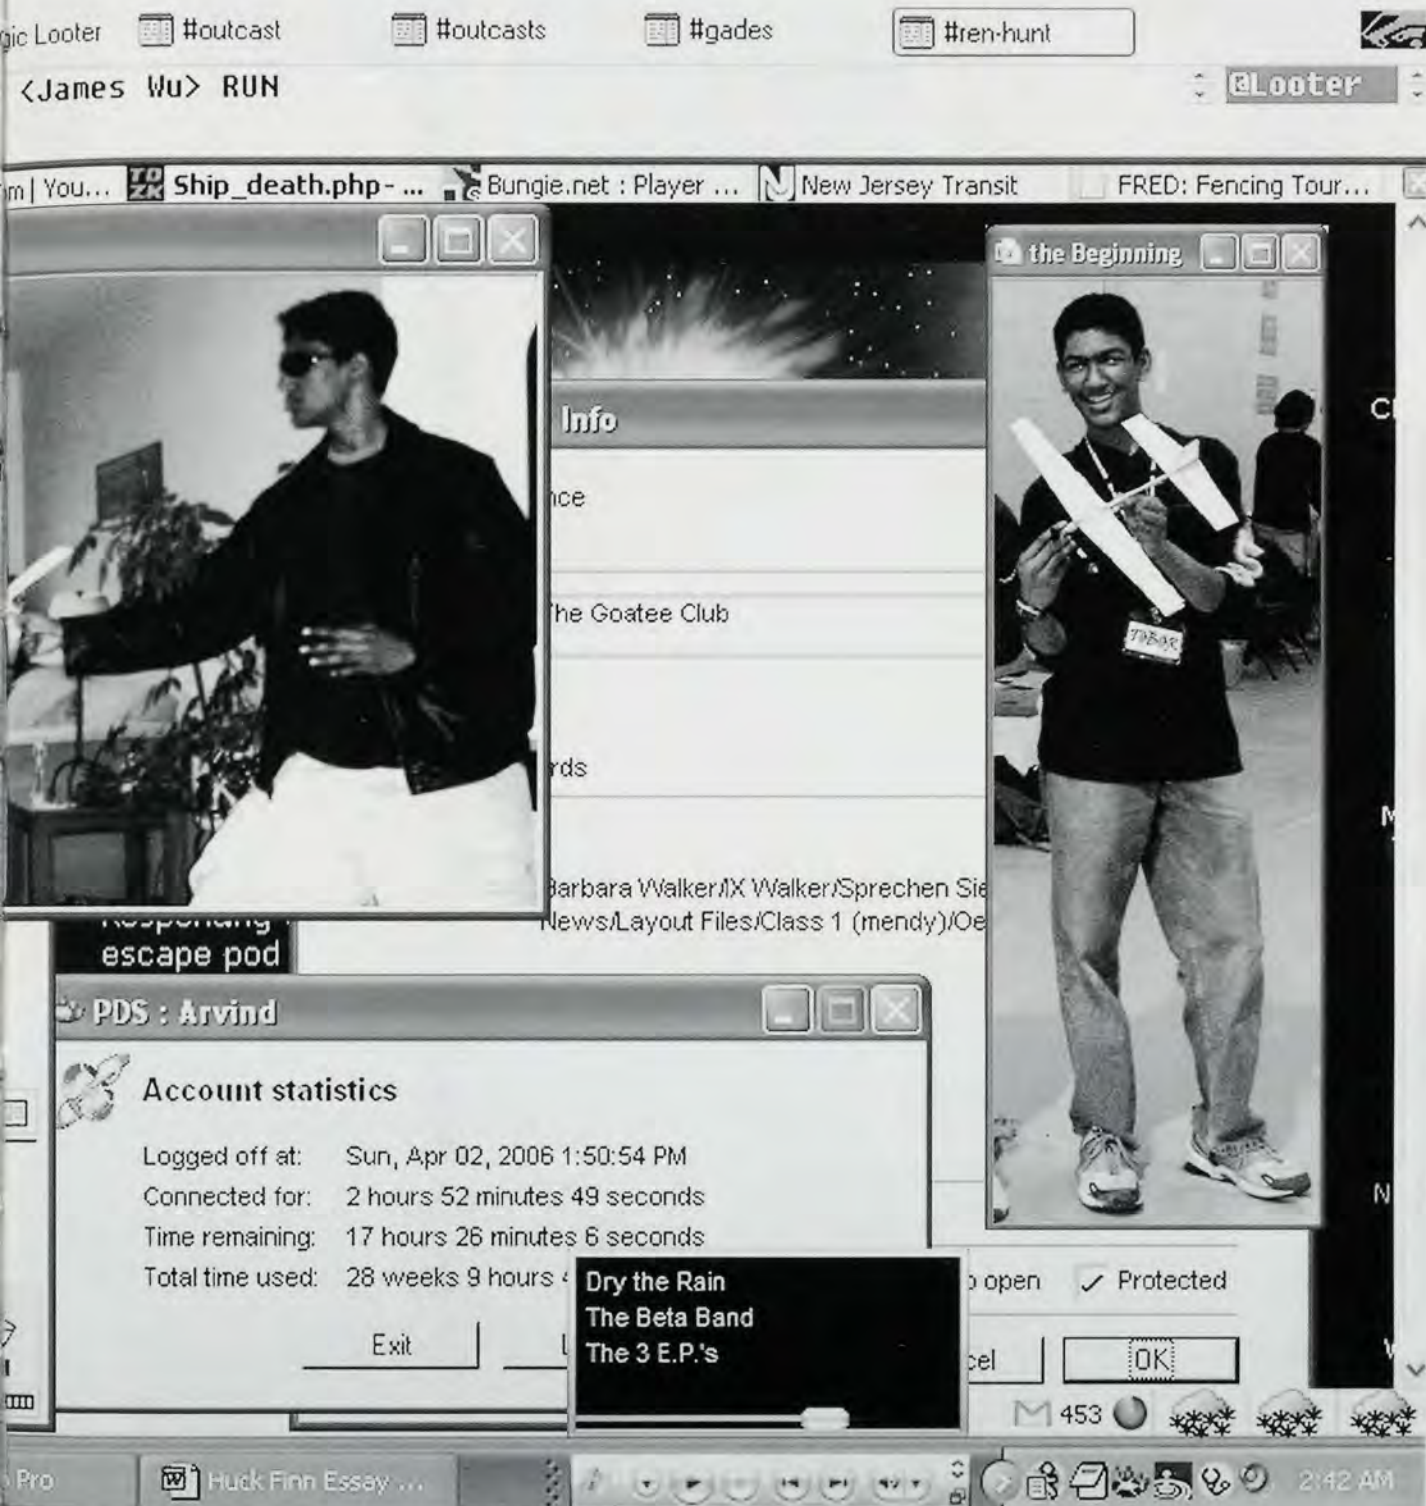 gic Looter #outcast #outcasts #gades #ren-hunt
<James Wu> RUN @Looter
m | You... TDZK Ship_death.php - ... Bungie.net : Player ... New Jersey Transit FRED: Fencing Tour...
the Beginning
Info
nce
The Goatee Club
TOBOR
rds
Barbara Walker/IX Walker/Sprechen Sie
News/Layout Files/Class 1 (mendy)/Oe
Responding
escape pod
PDS : Arvind
Account statistics
Logged off at: Sun, Apr 02, 2006 1:50:54 PM
Connected for: 2 hours 52 minutes 49 seconds
Time remaining: 17 hours 26 minutes 6 seconds
Total time used: 28 weeks 9 hours
Dry the Rain
The Beta Band
The 3 E.P.'s
o open Protected
Exit L cel OK
453
Pro Huck Finn Essay ... 2:42 AM